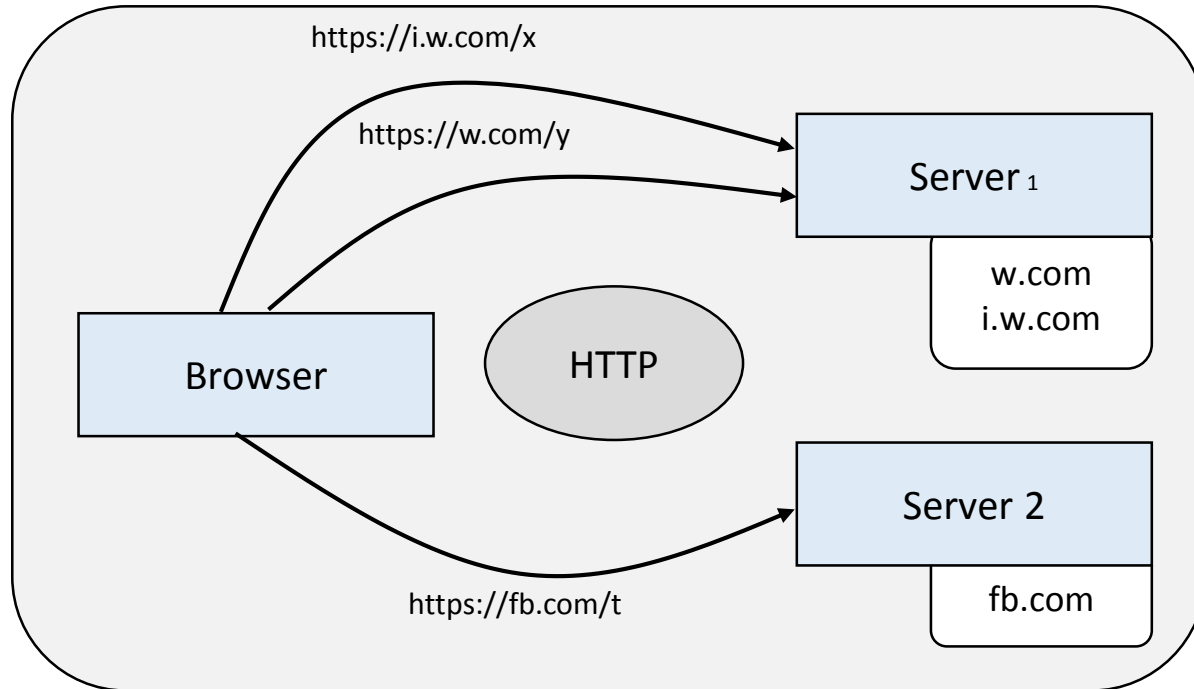 https://i.w.com/x
https://w.com/y
Server 1
w.com
i.w.com
Browser
HTTP
Server 2
fb.com
https://fb.com/t